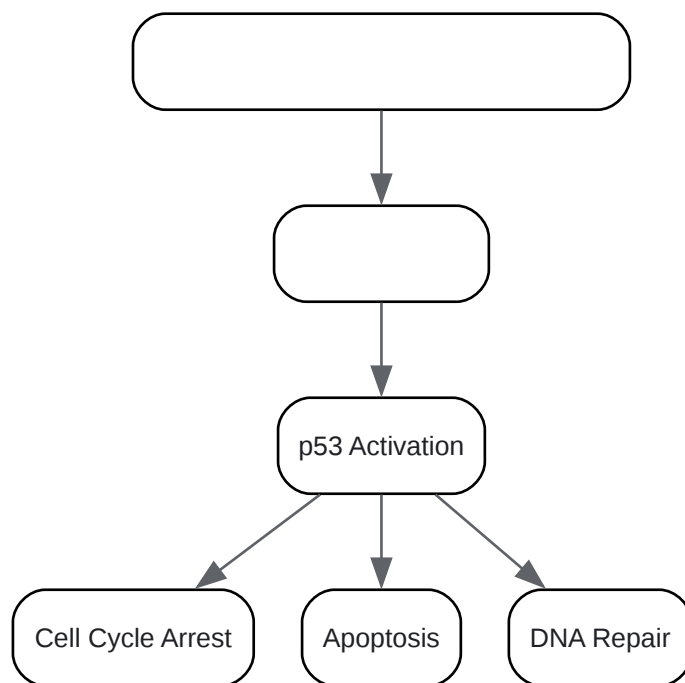 p53 Activation
Cell Cycle Arrest
Apoptosis
DNA Repair